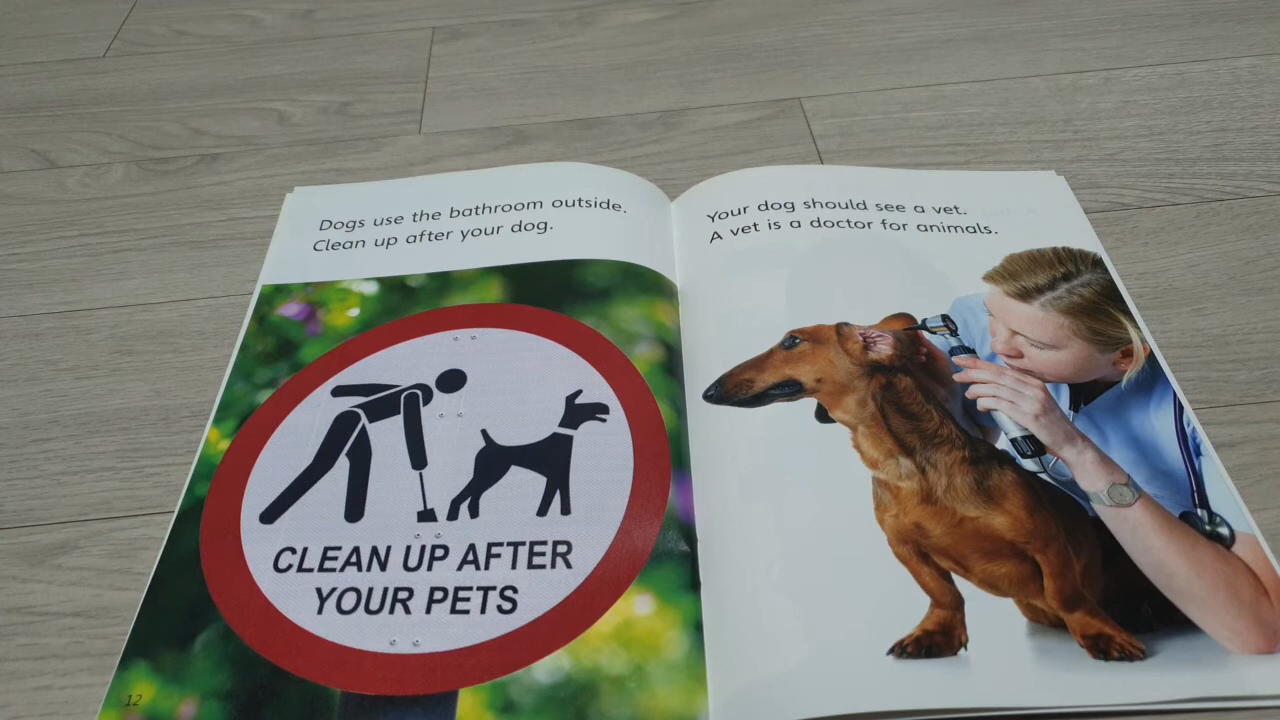 Dogs use the bathroom outside.
Clean up after your dog.
CLEAN UP AFTER
YOUR PETS
12
Your dog should see a vet.
A vet is a doctor for animals.